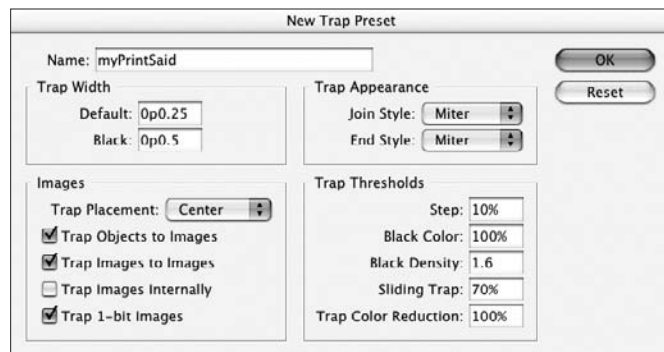 New Trap Preset
Name: myPrintSaid
OK
Reset
Trap Width
Default: 0p0.25
Black: 0p0.5
Trap Appearance
Join Style: Miter
End Style: Miter
Images
Trap Placement: Center
Trap Objects to Images
Trap Images to Images
Trap Images Internally
Trap 1-bit Images
Trap Thresholds
Step: 10%
Black Color: 100%
Black Density: 1.6
Sliding Trap: 70%
Trap Color Reduction: 100%